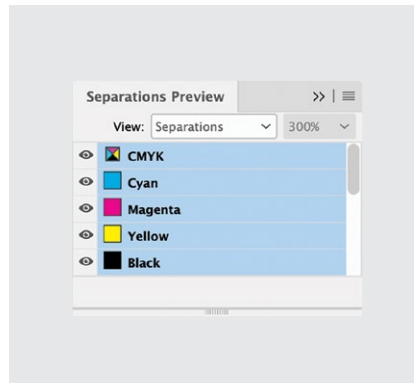 Separations Preview
View: Separations 300%
CMYK
Cyan
Magenta
Yellow
Black